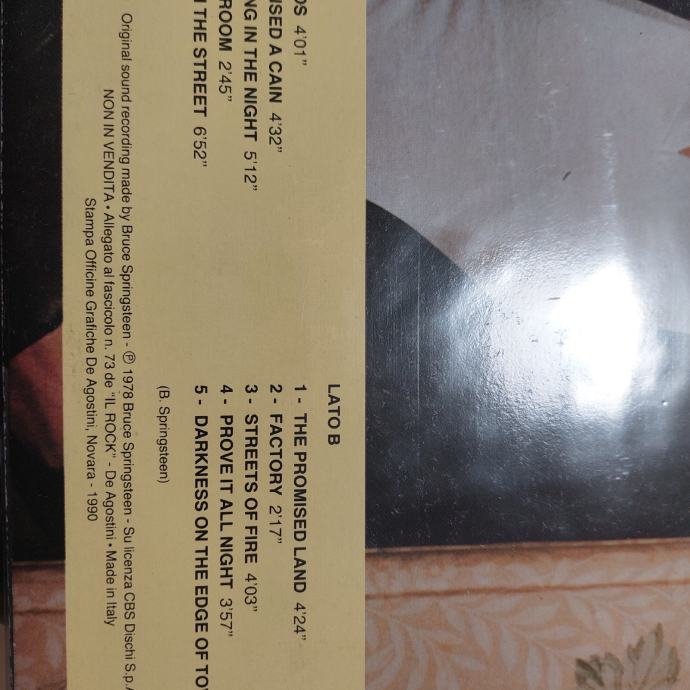 4'01"
A CAIN 4'32"
IN THE NIGHT 5'12"
ROOM 2'45"
THE STREET 6'52"
LATO B
1 - THE PROMISED LAND 4'24"
2 - FACTORY 2'17"
3 - STREETS OF FIRE 4'03"
4 - PROVE IT ALL NIGHT 3'57"
5 - DARKNESS ON THE EDGE OF
(B. Springsteen)
Original sound recording made by Bruce Springsteen - ℗ 1978 Bruce Springsteen - Su licenza CBS Dischi S.p.A
NON IN VENDITA • Allegato al fascicolo n. 73 de "IL ROCK" - De Agostini • Made in Italy
Stampa Officine Grafiche De Agostini, Novara - 1990